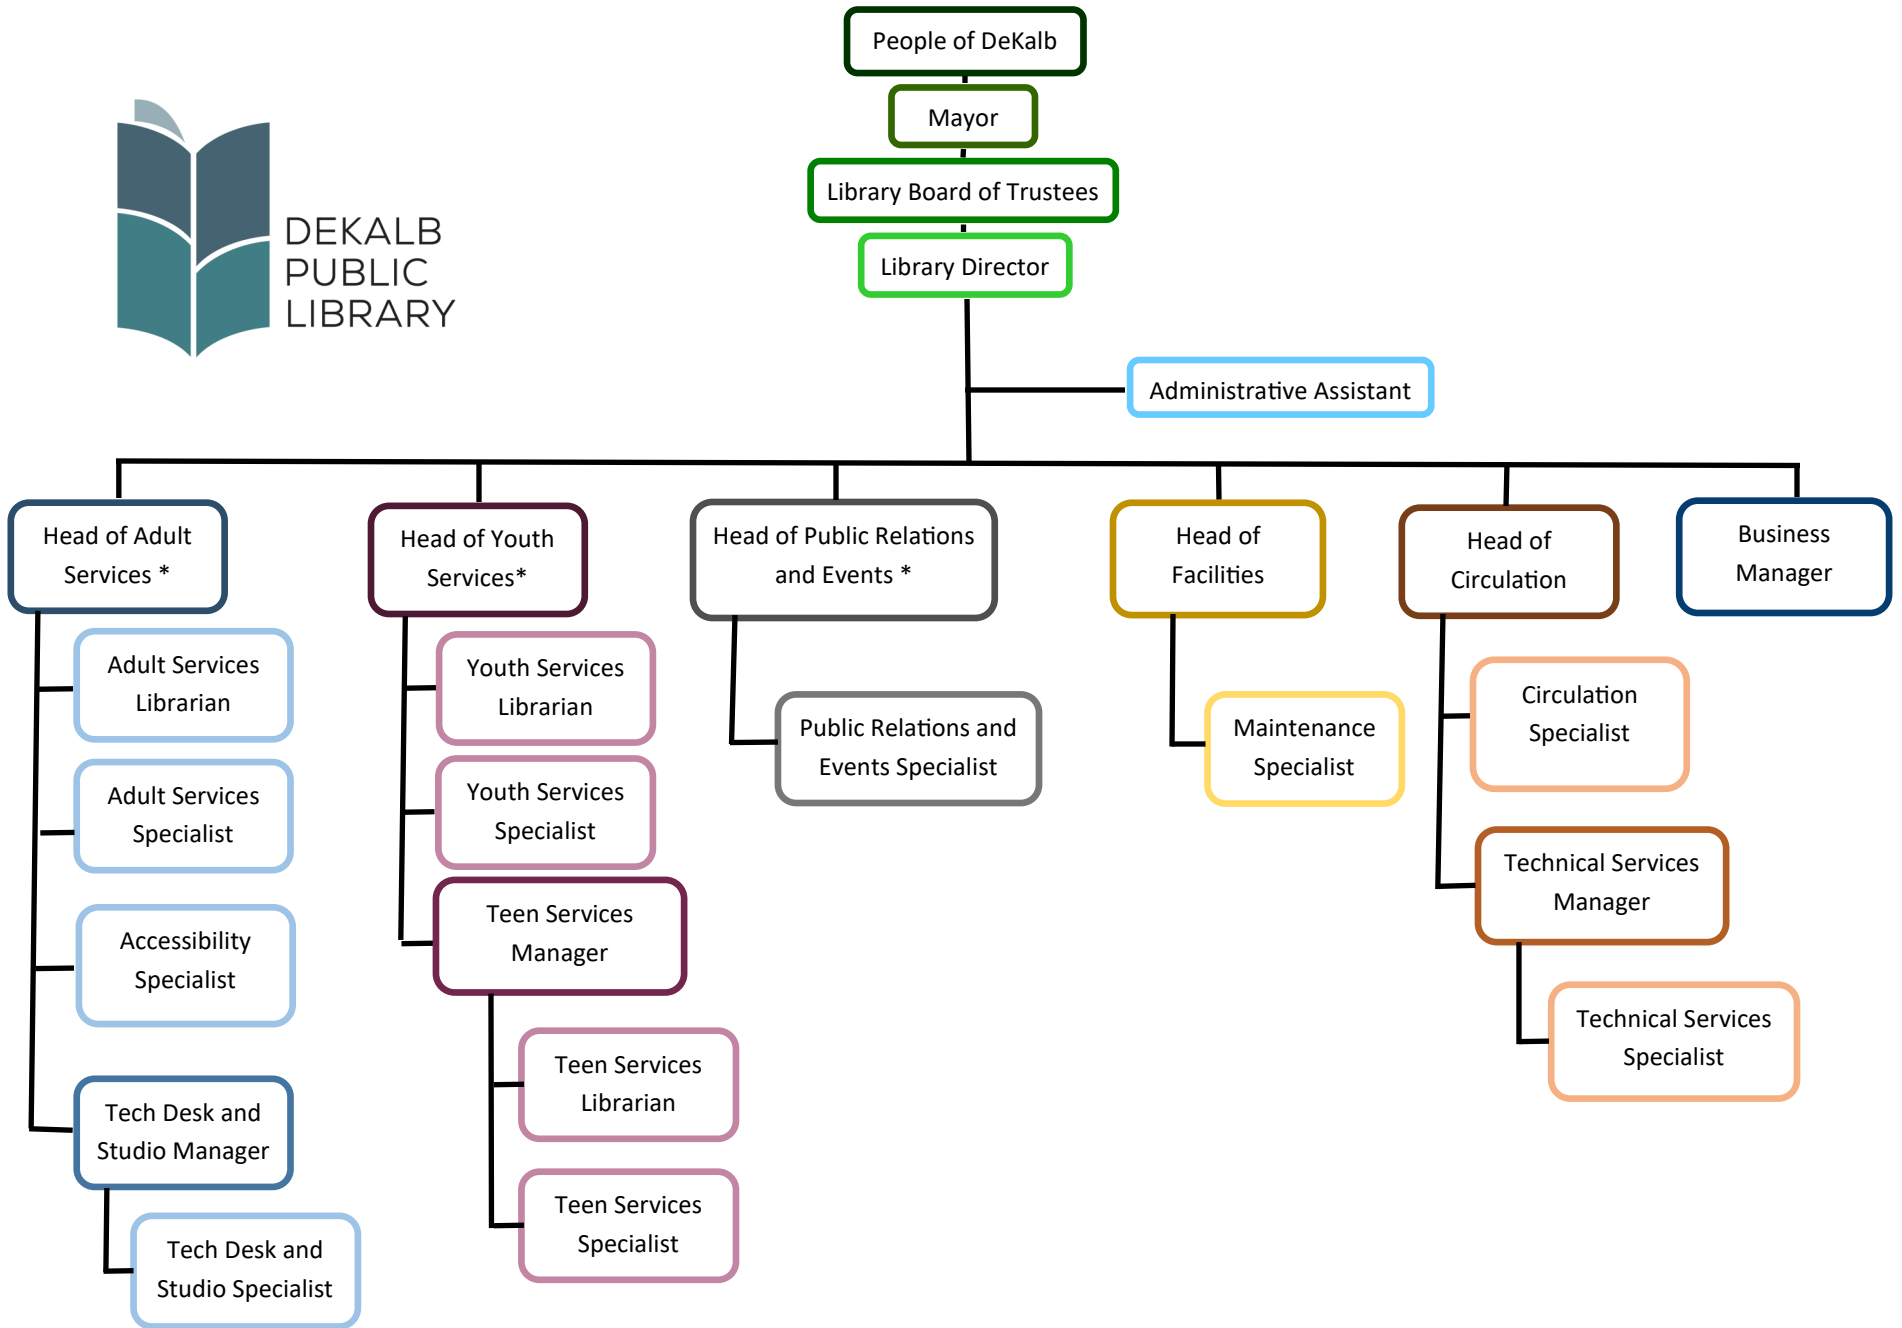 People of DeKalb
Mayor
Library Board of Trustees
Library Director
DEKALB
PUBLIC
LIBRARY
Administrative Assistant
Head of Adult
Services *
Head of Youth
Services*
Head of Public Relations
and Events *
Head of
Facilities
Head of
Circulation
Business
Manager
Adult Services
Librarian
Adult Services
Specialist
Accessibility
Specialist
Tech Desk and
Studio Manager
Tech Desk and
Studio Specialist
Youth Services
Librarian
Youth Services
Specialist
Teen Services
Manager
Teen Services
Librarian
Teen Services
Specialist
Public Relations and
Events Specialist
Maintenance
Specialist
Circulation
Specialist
Technical Services
Manager
Technical Services
Specialist